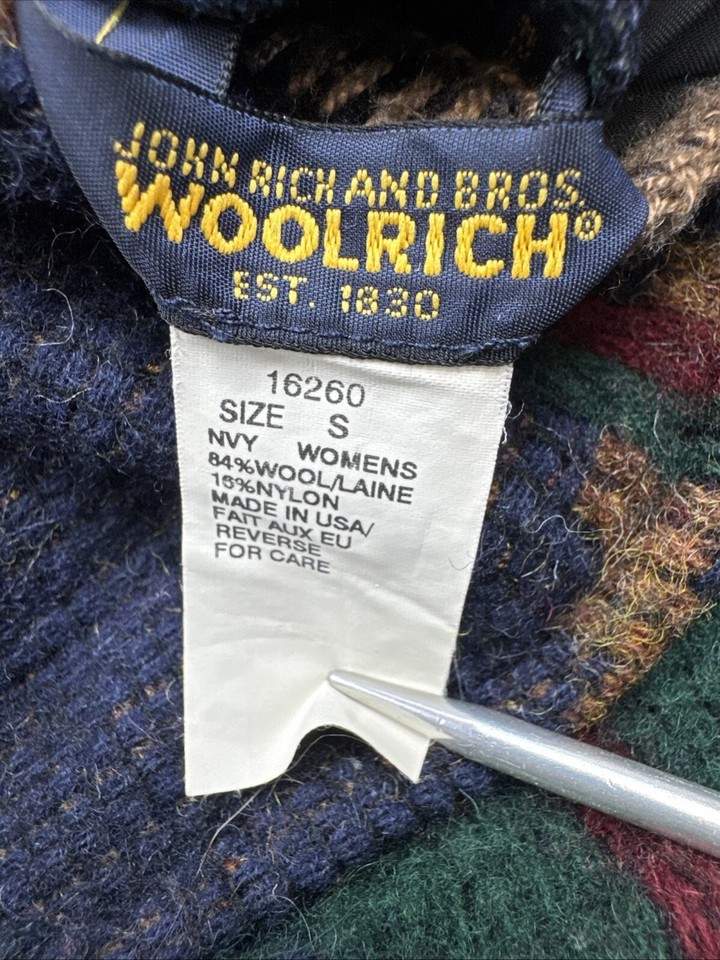 JOHN RICH AND BROS.
WOOLRICH®
EST. 1830
16260
SIZE S
NVY WOMENS
84%WOOL/LAINE
16%NYLON
MADE IN USA/
FAIT AUX EU
REVERSE
FOR CARE